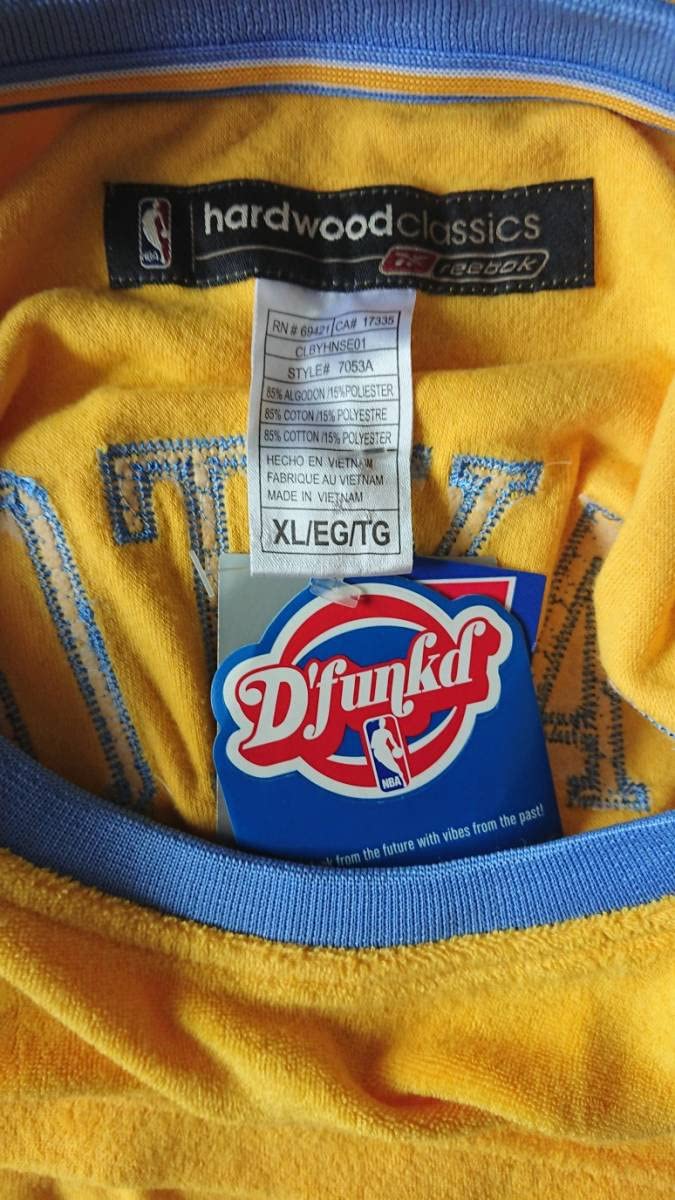 NBA hardwoodclassics
Reebok
RN# 69421 CA# 17335
CLBYHNSE01
STYLE# 7053A
85% ALGODON /15%POLIESTER
85% COTON /15% POLYESTRE
85% COTTON /15% POLYESTER
HECHO EN VIETNAM
FABRIQUE AU VIETNAM
MADE IN VIETNAM
XL/EG/TG
D'funkd
NBA
from the future with vibes from the past!